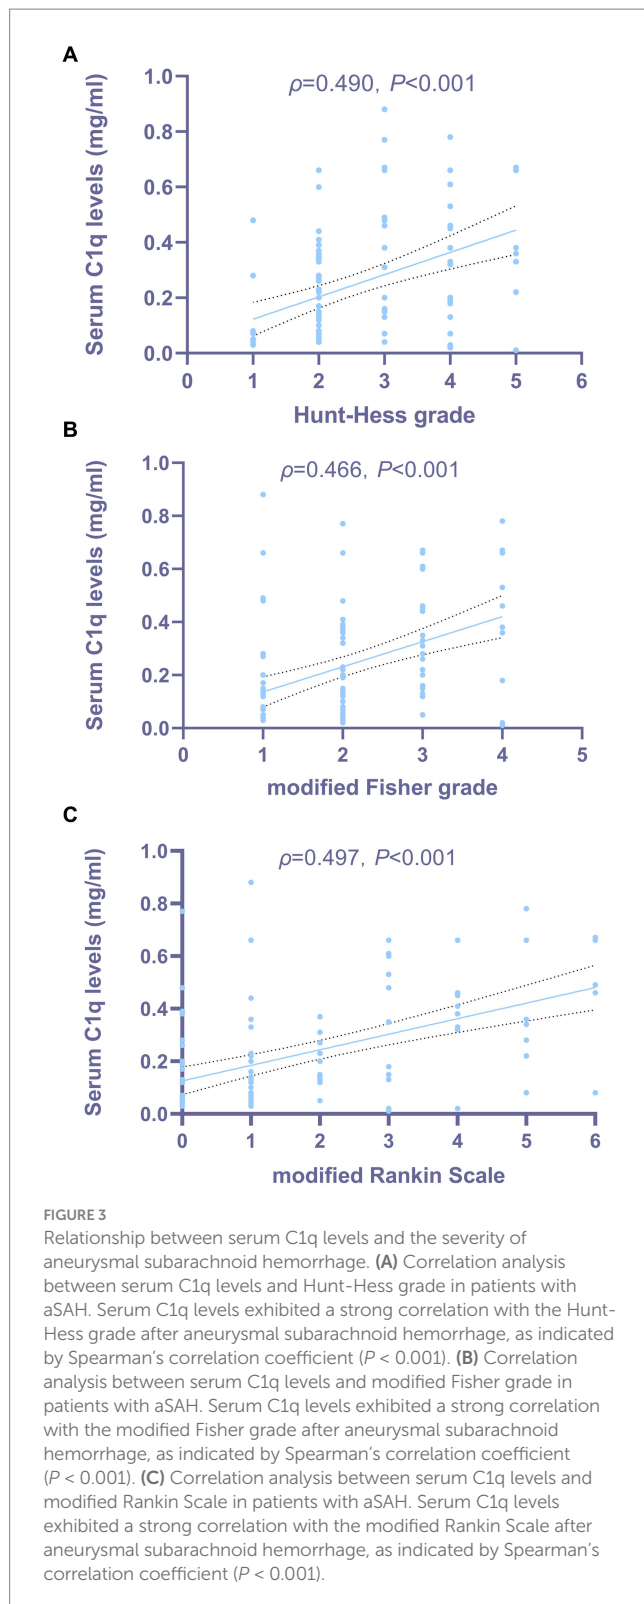 A
ρ=0.490, P<0.001
Serum C1q levels (mg/ml)
1.0
0.8
0.6
0.4
0.2
0.0
0 1 2 3 4 5 6
Hunt-Hess grade
B
ρ=0.466, P<0.001
Serum C1q levels (mg/ml)
1.0
0.8
0.6
0.4
0.2
0.0
0 1 2 3 4 5
modified Fisher grade
C
ρ=0.497, P<0.001
Serum C1q levels (mg/ml)
1.0
0.8
0.6
0.4
0.2
0.0
0 1 2 3 4 5 6
modified Rankin Scale
FIGURE 3
Relationship between serum C1q levels and the severity of
aneurysmal subarachnoid hemorrhage. (A) Correlation analysis
between serum C1q levels and Hunt-Hess grade in patients with
aSAH. Serum C1q levels exhibited a strong correlation with the Hunt-
Hess grade after aneurysmal subarachnoid hemorrhage, as indicated
by Spearman’s correlation coefficient (P < 0.001). (B) Correlation
analysis between serum C1q levels and modified Fisher grade in
patients with aSAH. Serum C1q levels exhibited a strong correlation
with the modified Fisher grade after aneurysmal subarachnoid
hemorrhage, as indicated by Spearman’s correlation coefficient
(P < 0.001). (C) Correlation analysis between serum C1q levels and
modified Rankin Scale in patients with aSAH. Serum C1q levels
exhibited a strong correlation with the modified Rankin Scale after
aneurysmal subarachnoid hemorrhage, as indicated by Spearman’s
correlation coefficient (P < 0.001).